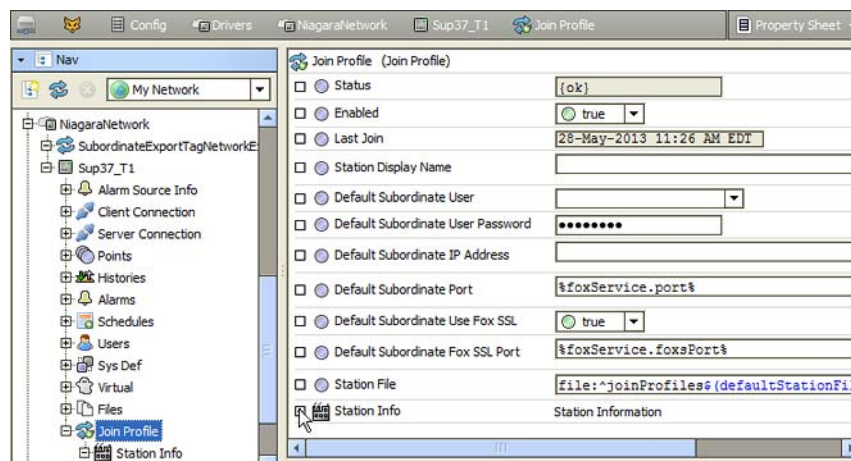 Config Drivers NiagaraNetwork Sup37_T1 Join Profile Property Sheet
Nav
My Network
NiagaraNetwork
SubordinateExportTagNetworkE
Sup37_T1
Alarm Source Info
Client Connection
Server Connection
Points
Histories
Alarms
Schedules
Users
Sys Def
Virtual
Files
Join Profile
Station Info
Join Profile (Join Profile)
Status {ok}
Enabled true
Last Join 28-May-2013 11:26 AM EDT
Station Display Name
Default Subordinate User
Default Subordinate User Password ●●●●●●●●
Default Subordinate IP Address
Default Subordinate Port %foxService.port%
Default Subordinate Use Fox SSL true
Default Subordinate Fox SSL Port %foxService.foxsPort%
Station File file:^joinProfiles$(defaultStationFil
Station Info Station Information